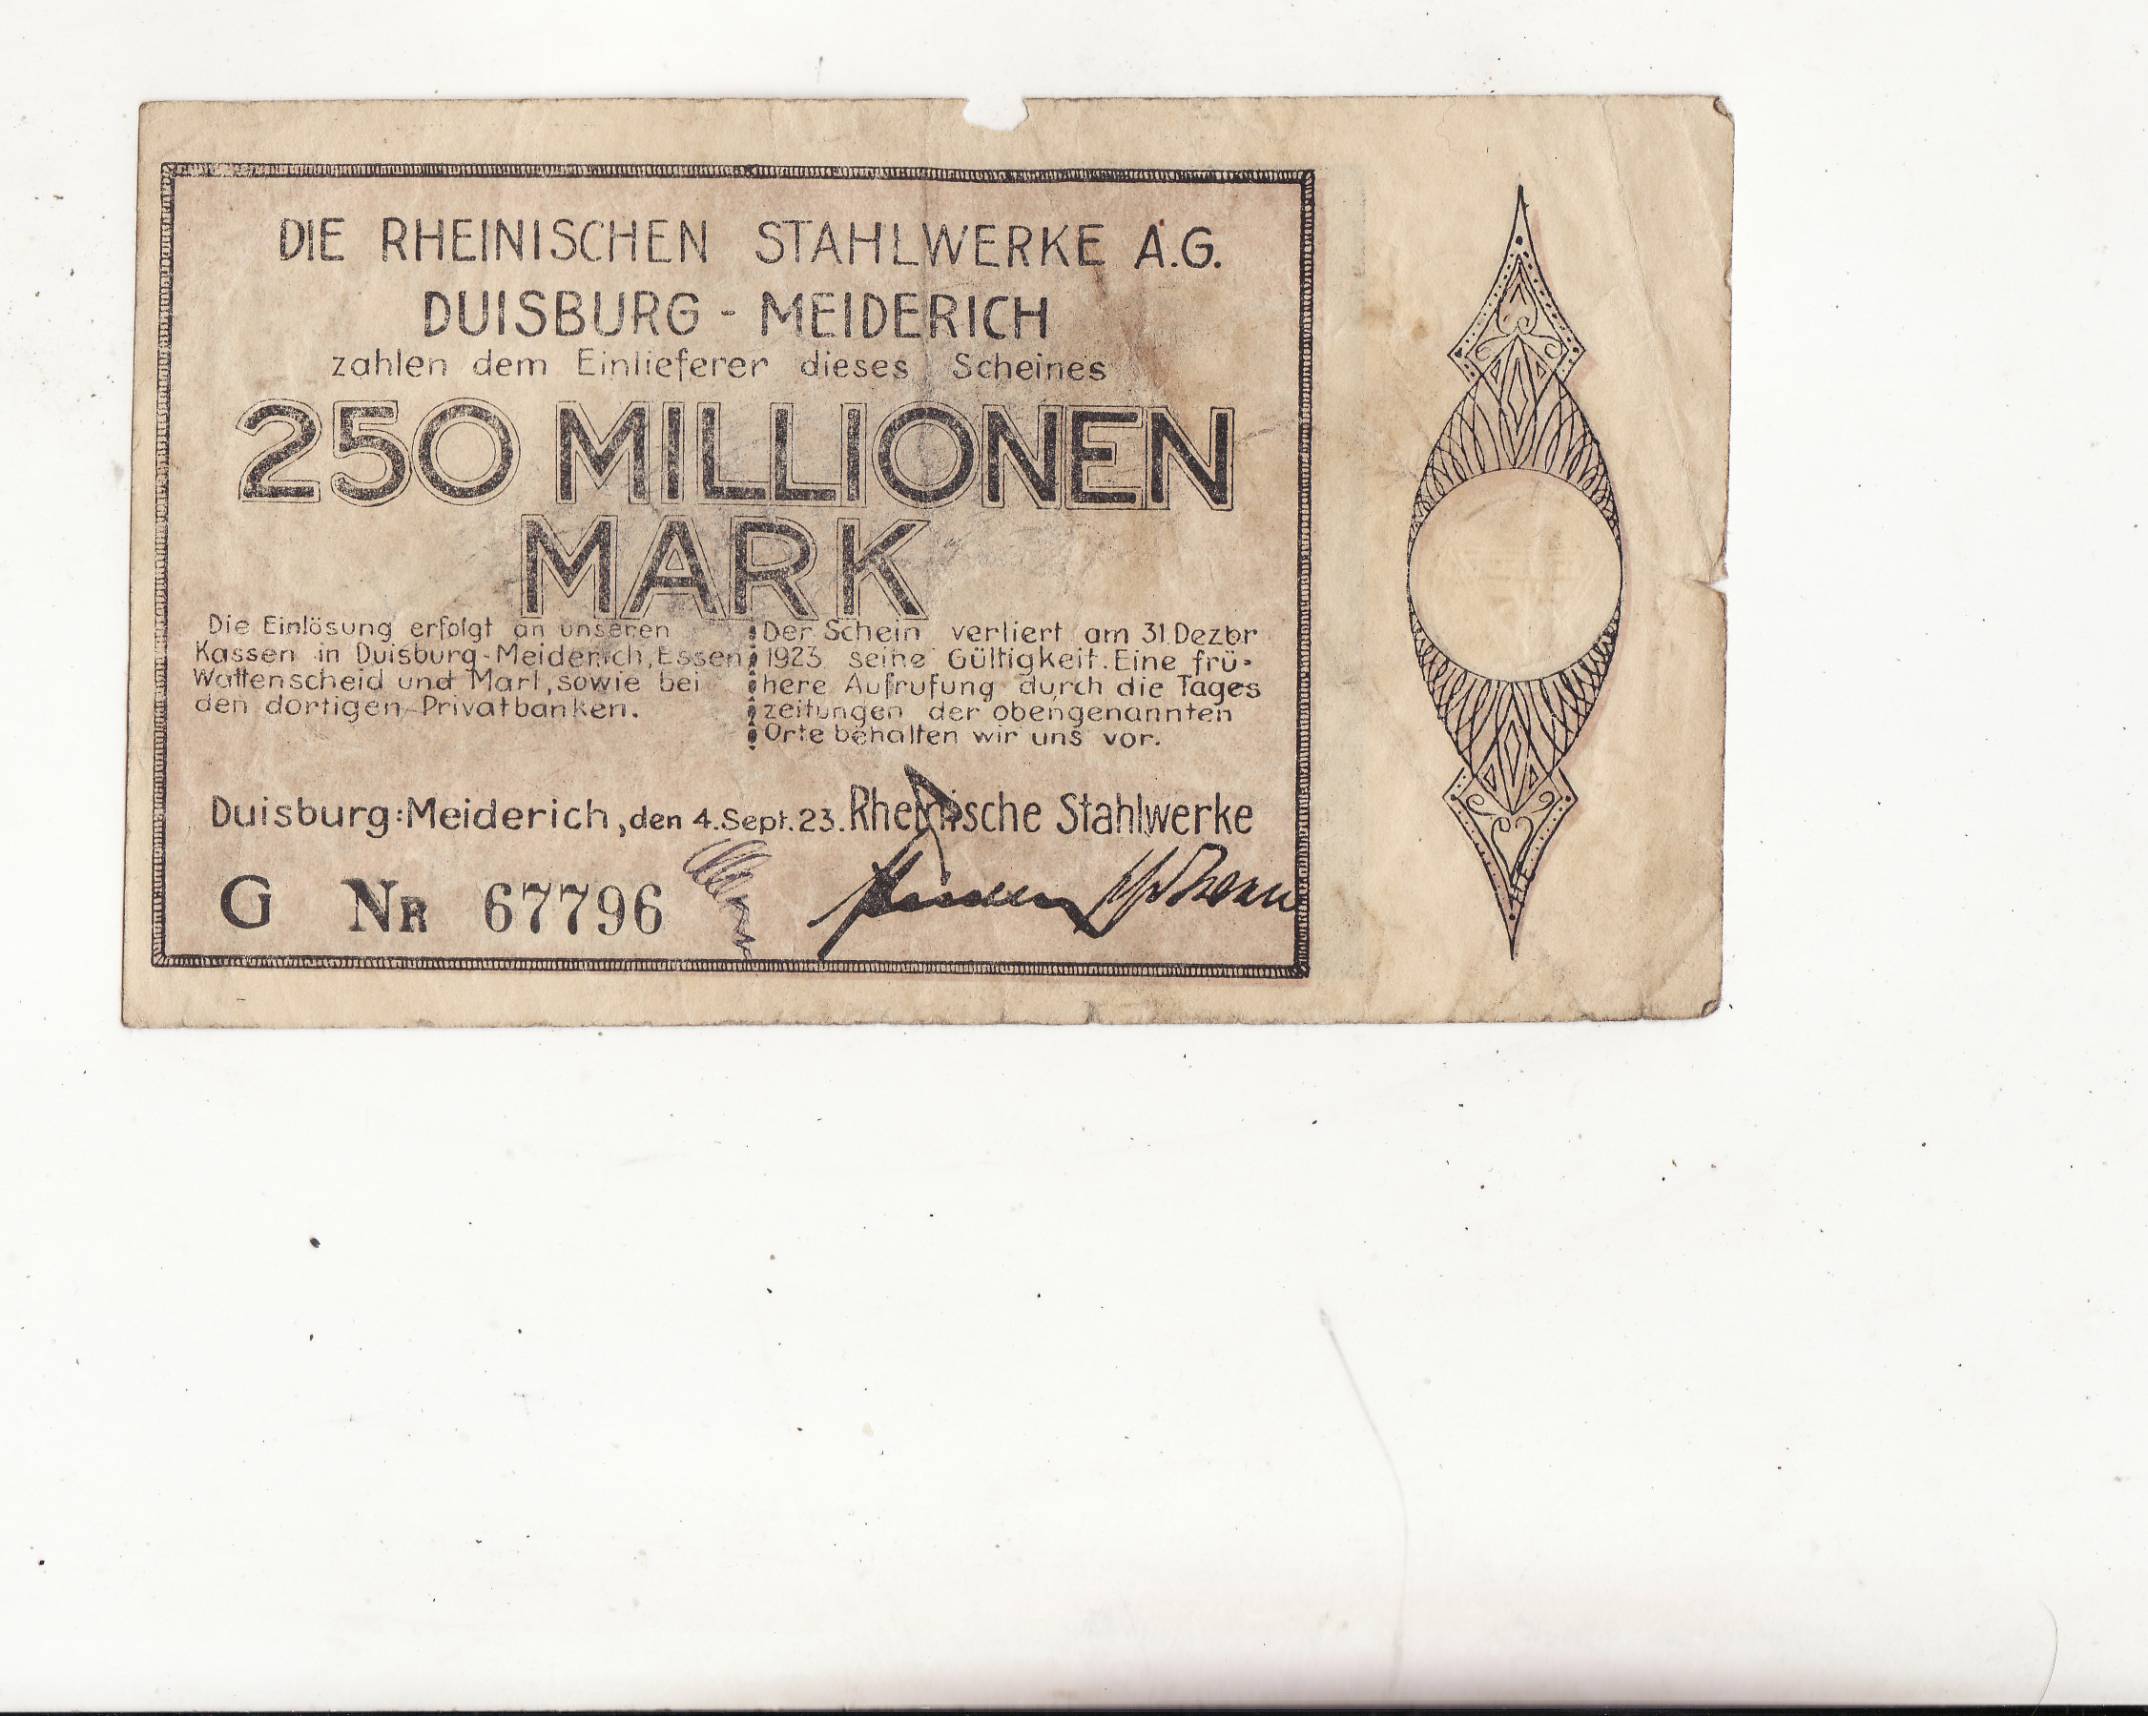 DIE RHEINISCHEN STAHLWERKE A.G.
DUISBURG - MEIDERICH
zahlen dem Einlieferer dieses Scheines
250 MILLIONEN
MARK
Die Einlösung erfolgt an unseren
Kassen in Duisburg-Meiderich, Essen,
Wattenscheid und Marl, sowie bei
den dortigen Privatbanken.
Der Schein verliert am 31 Dezbr
1923 seine Gültigkeit. Eine frü-
here Aufrufung durch die Tages
zeitungen der obengenannten
Orte behalten wir uns vor.
Duisburg:Meiderich, den 4.Sept.23. Rheinische Stahlwerke
G NR 67796